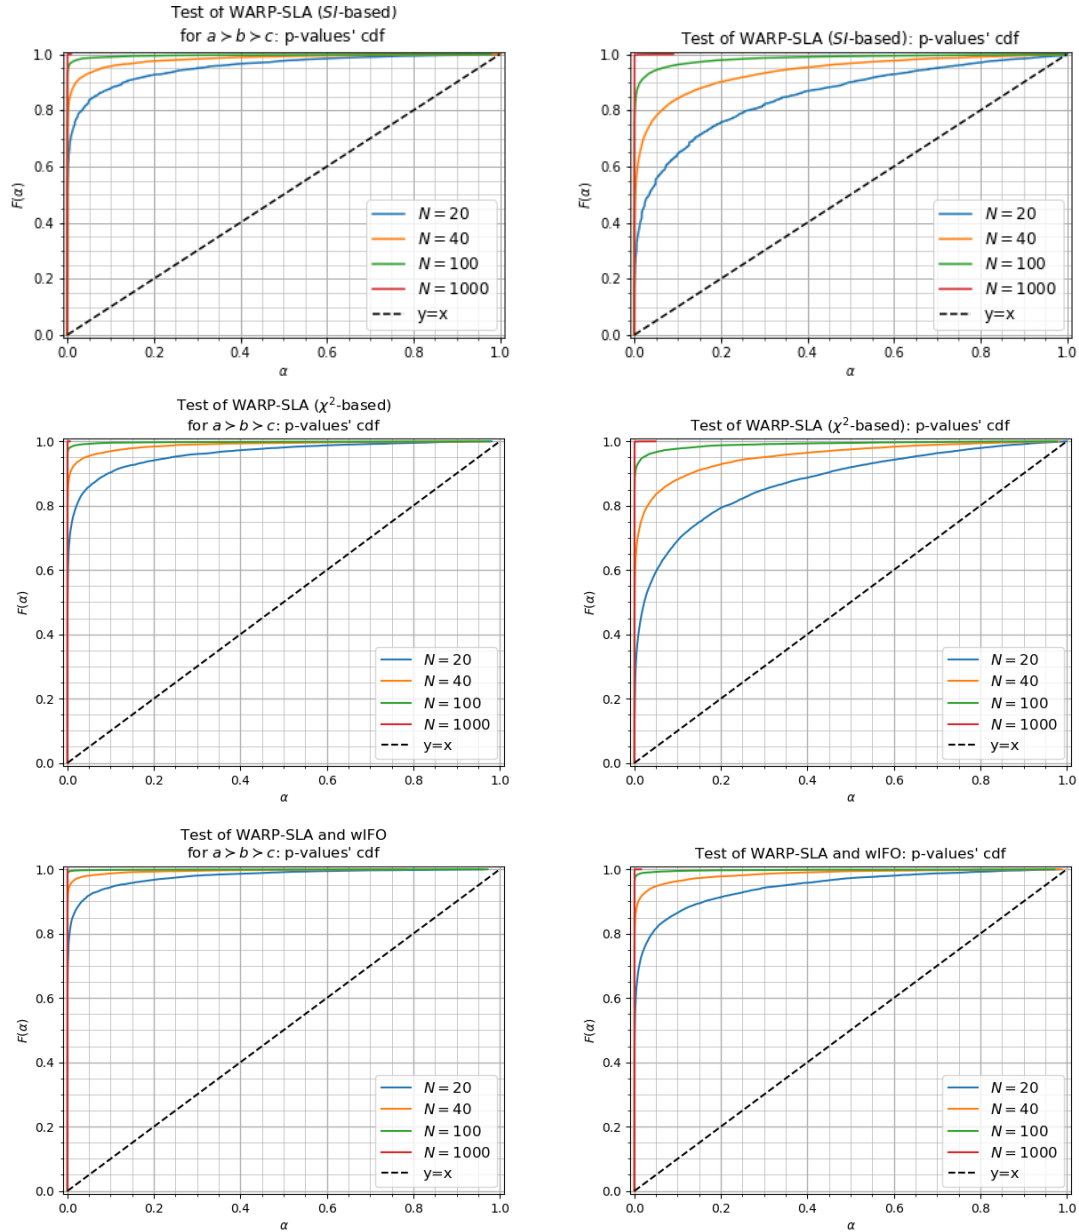 Test of WARP-SLA (SI-based)
for a ≻ b ≻ c: p-values' cdf
1.0
0.8
0.6
0.4
0.2
0.0
F(α)
N = 20
N = 40
N = 100
N = 1000
y=x
0.0 0.2 0.4 0.6 0.8 1.0
α
Test of WARP-SLA (SI-based): p-values' cdf
1.0
0.8
0.6
0.4
0.2
0.0
F(α)
N = 20
N = 40
N = 100
N = 1000
y=x
0.0 0.2 0.4 0.6 0.8 1.0
α
Test of WARP-SLA (χ²-based)
for a ≻ b ≻ c: p-values' cdf
1.0
0.8
0.6
0.4
0.2
0.0
F(α)
N = 20
N = 40
N = 100
N = 1000
y=x
0.0 0.2 0.4 0.6 0.8 1.0
α
Test of WARP-SLA (χ²-based): p-values' cdf
1.0
0.8
0.6
0.4
0.2
0.0
F(α)
N = 20
N = 40
N = 100
N = 1000
y=x
0.0 0.2 0.4 0.6 0.8 1.0
α
Test of WARP-SLA and wIFO
for a ≻ b ≻ c: p-values' cdf
1.0
0.8
0.6
0.4
0.2
0.0
F(α)
N = 20
N = 40
N = 100
N = 1000
y=x
0.0 0.2 0.4 0.6 0.8 1.0
α
Test of WARP-SLA and wIFO: p-values' cdf
1.0
0.8
0.6
0.4
0.2
0.0
F(α)
N = 20
N = 40
N = 100
N = 1000
y=x
0.0 0.2 0.4 0.6 0.8 1.0
α